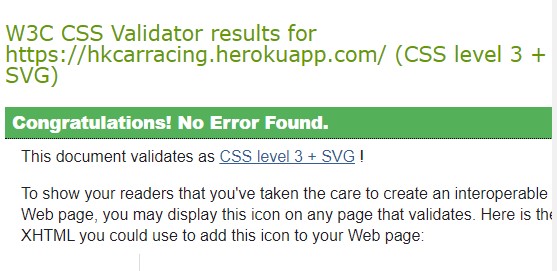 W3C CSS Validator results for
https://hkcarracing.herokuapp.com/ (CSS level 3 +
SVG)
Congratulations! No Error Found.
This document validates as CSS level 3 + SVG !
To show your readers that you've taken the care to create an interoperable
Web page, you may display this icon on any page that validates. Here is the
XHTML you could use to add this icon to your Web page: